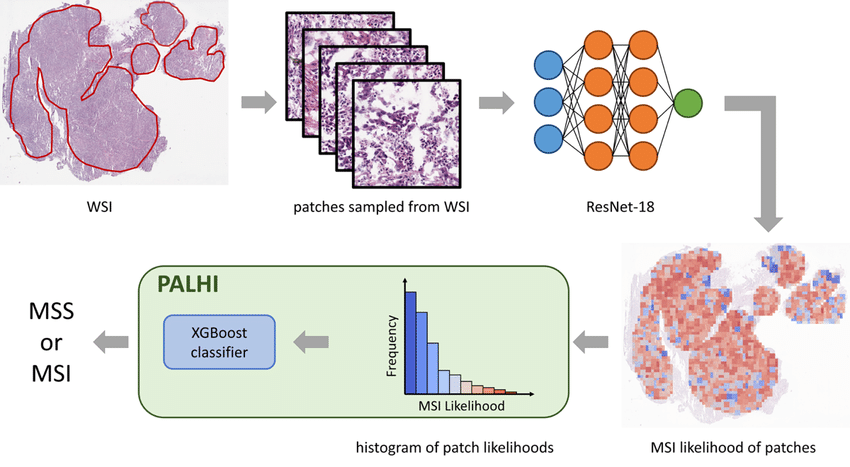 WSI
patches sampled from WSI
ResNet-18
MSI likelihood of patches
PALHI
Frequency
MSI Likelihood
histogram of patch likelihoods
XGBoost
classifier
MSS
or
MSI